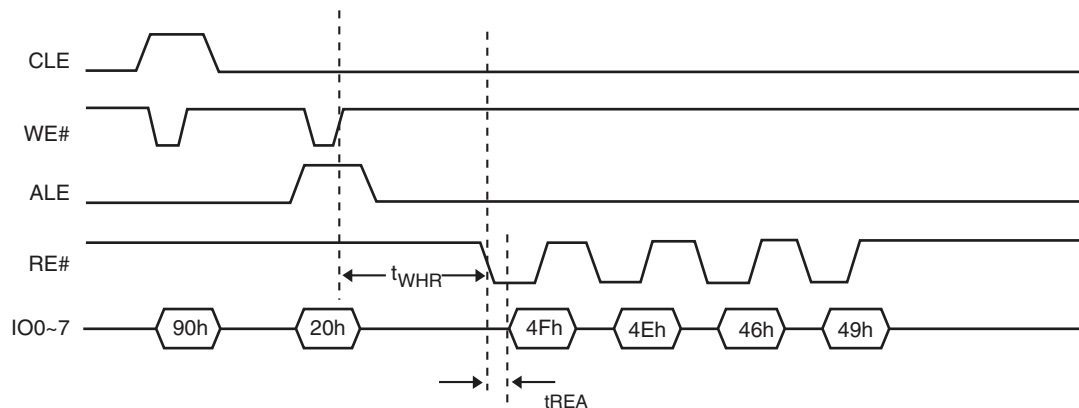 CLE
WE#
ALE
RE#
tWHR
IO0~7 90h 20h 4Fh 4Eh 46h 49h
tREA